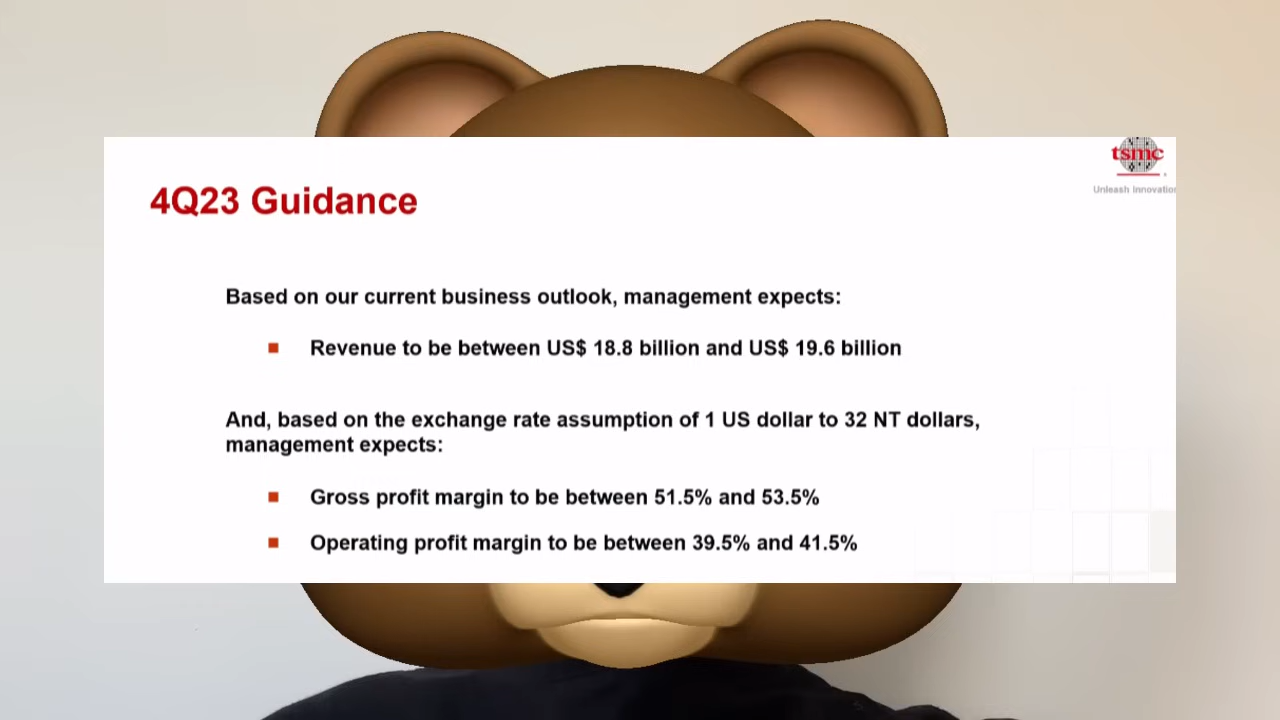 tsmc
Unleash Innovation
4Q23 Guidance
Based on our current business outlook, management expects:
Revenue to be between US$ 18.8 billion and US$ 19.6 billion
And, based on the exchange rate assumption of 1 US dollar to 32 NT dollars,
management expects:
Gross profit margin to be between 51.5% and 53.5%
Operating profit margin to be between 39.5% and 41.5%